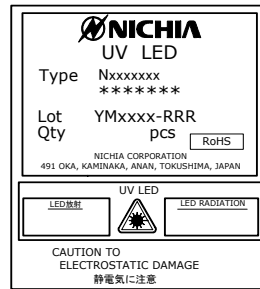 NICHIA
UV LED
Type Nxxxxxxx
*******
Lot YMxxxx-RRR
Qty pcs
RoHS
NICHIA CORPORATION
491 OKA, KAMINAKA, ANAN, TOKUSHIMA, JAPAN
UV LED
LED放射 LED RADIATION
CAUTION TO
ELECTROSTATIC DAMAGE
静電気に注意